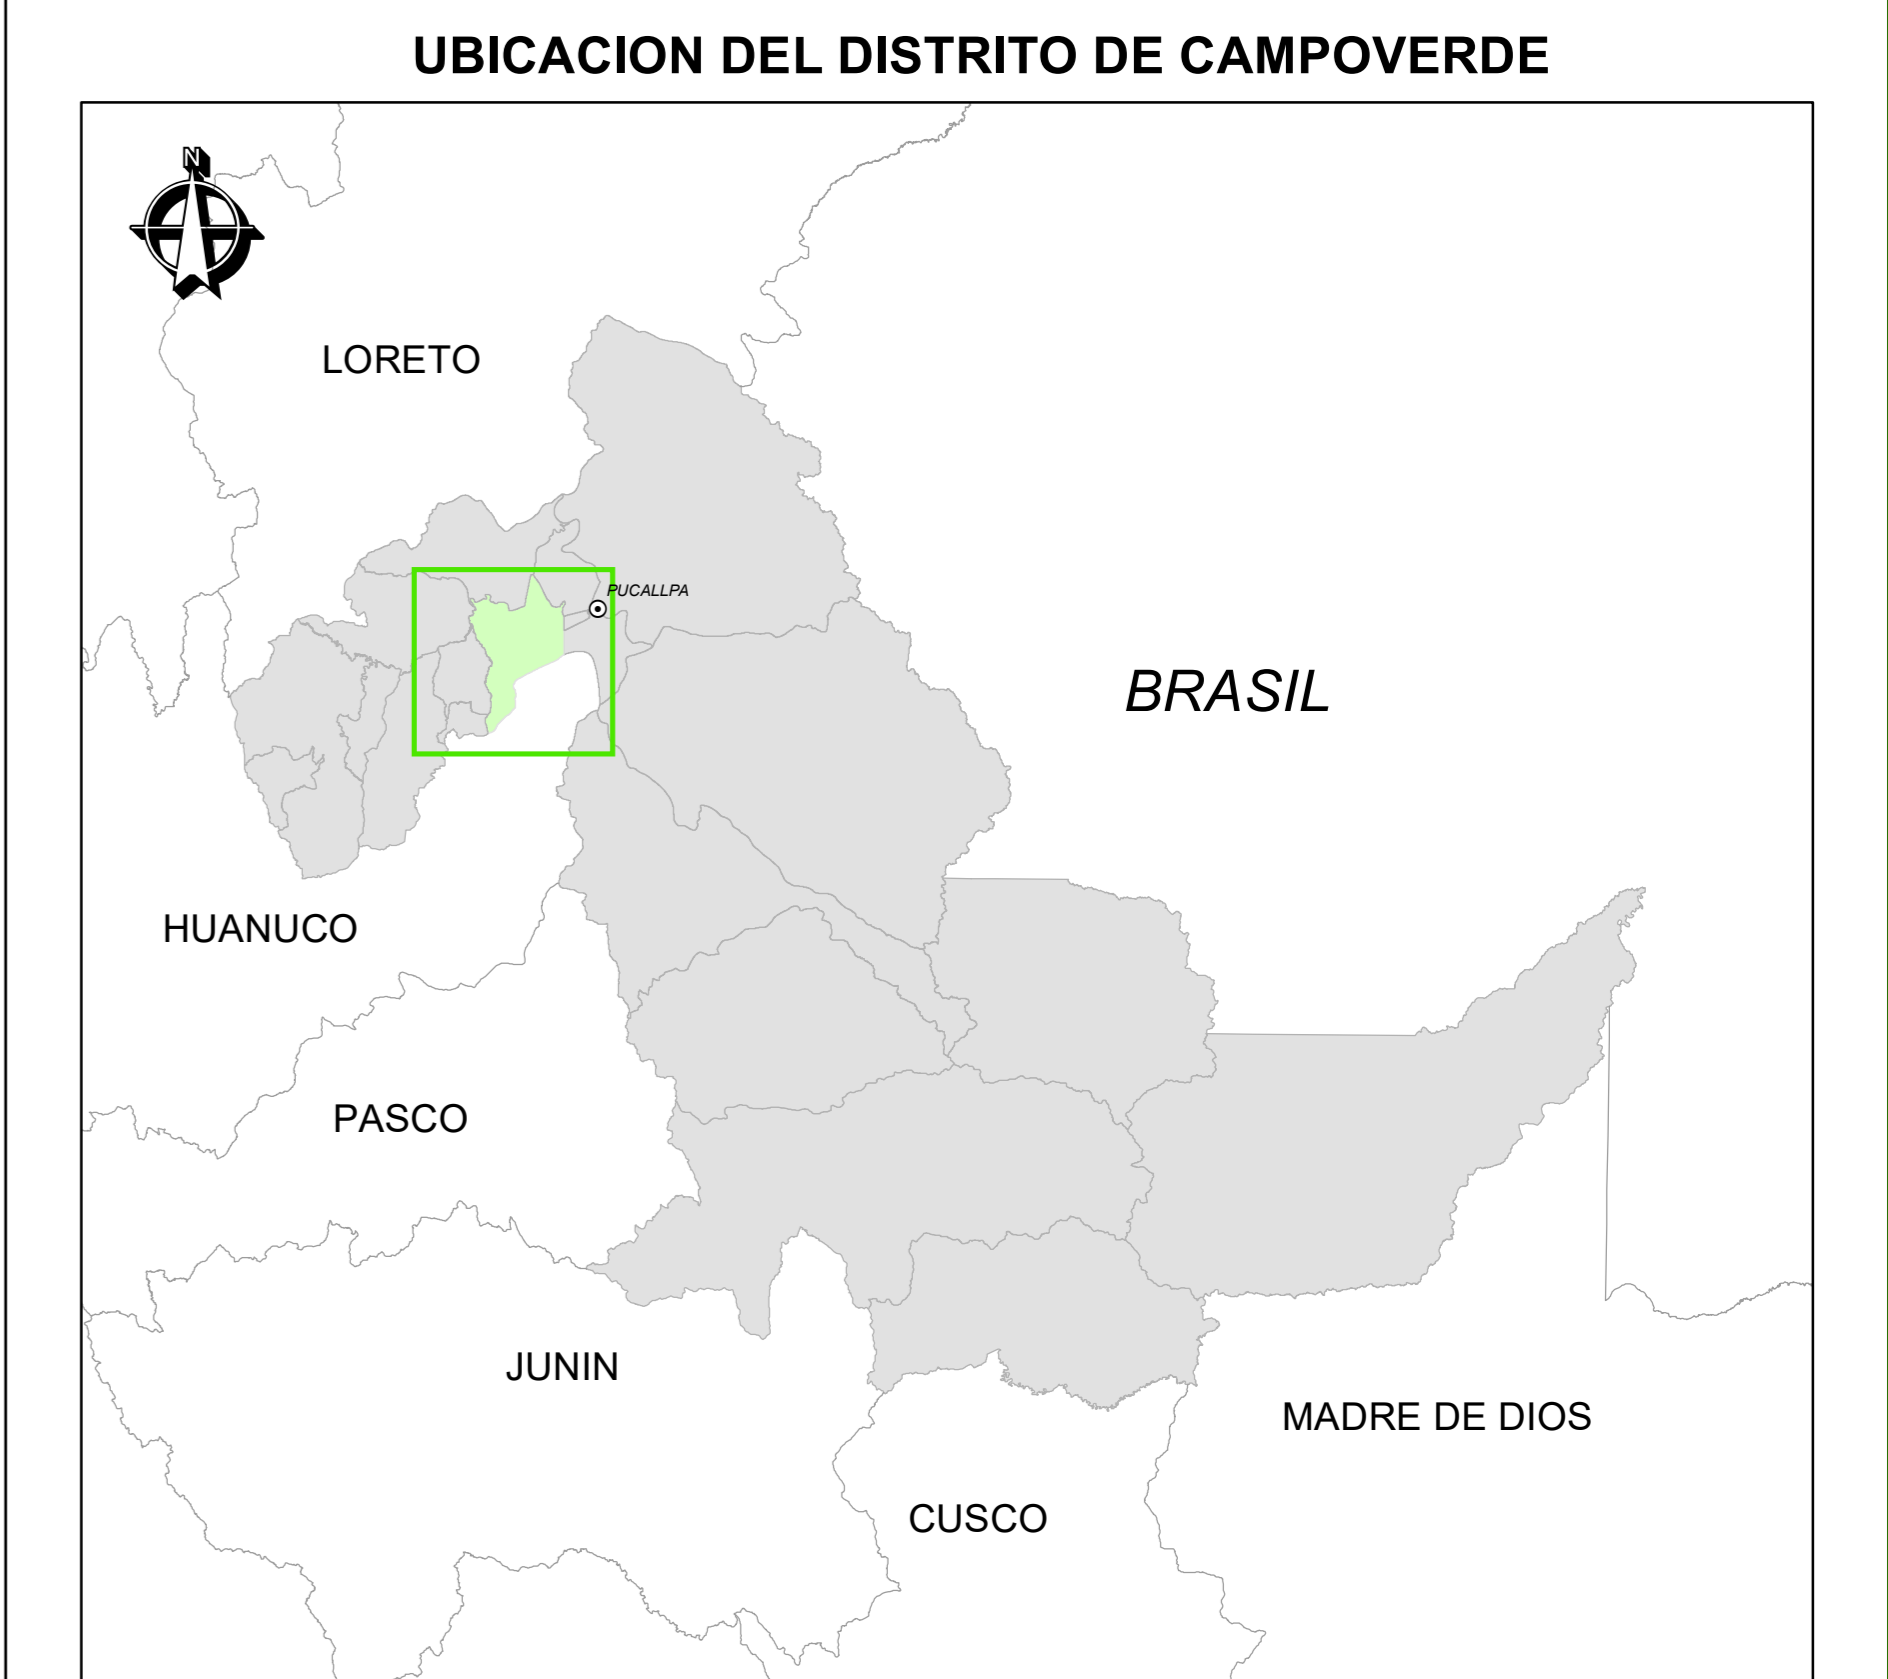 UBICACION DEL DISTRITO DE CAMPOVERDE
N
LORETO
PUCALLPA
BRASIL
HUANUCO
PASCO
JUNIN
MADRE DE DIOS
CUSCO